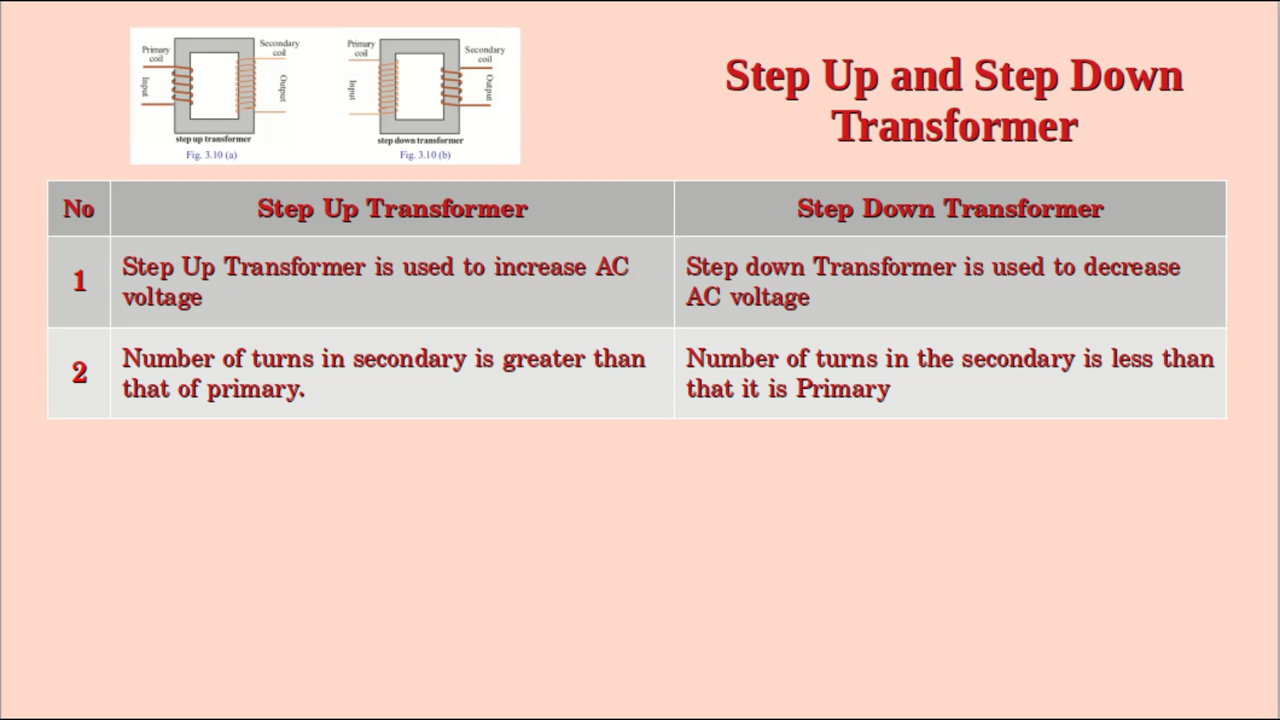 Primary
coil
Input
Secondary
coil
Output
step up transformer
Fig. 3.10 (a)
Primary
coil
Input
Secondary
coil
Output
step down transformer
Fig. 3.10 (b)
Step Up and Step Down
Transformer
No
Step Up Transformer
Step Down Transformer
1
Step Up Transformer is used to increase AC
voltage
Step down Transformer is used to decrease
AC voltage
2
Number of turns in secondary is greater than
that of primary.
Number of turns in the secondary is less than
that it is Primary